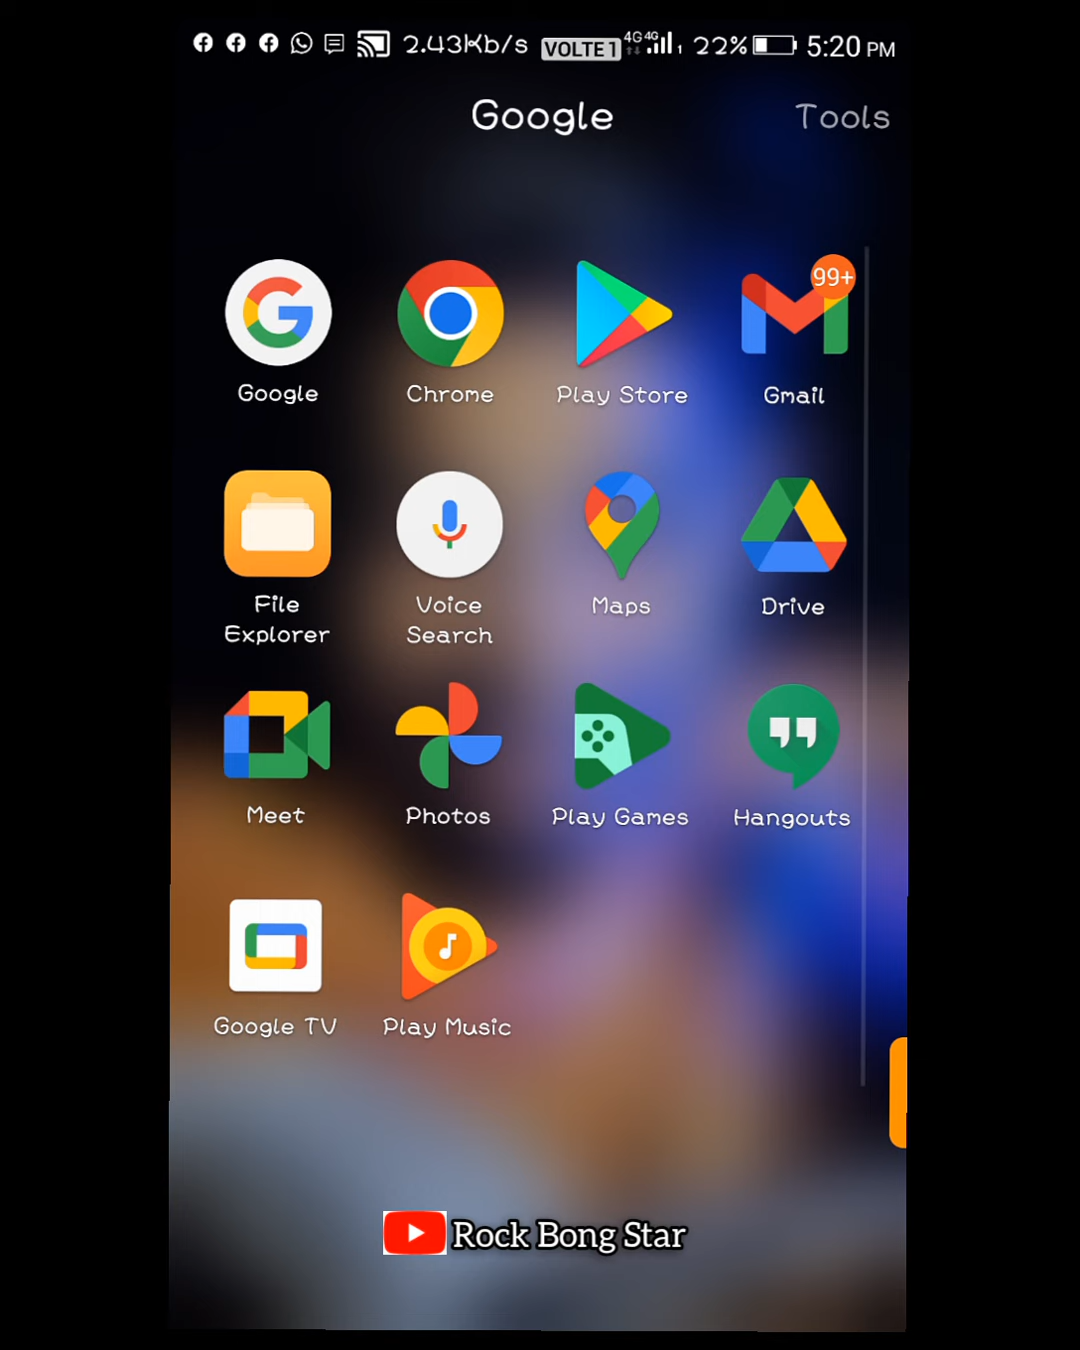 2.43Kb/s VOLTE 1 4G 4G 1 22% 5:20 PM
Google Tools
99+
Google Chrome Play Store Gmail
File Explorer Voice Search Maps Drive
Meet Photos Play Games Hangouts
Google TV Play Music
Rock Bong Star